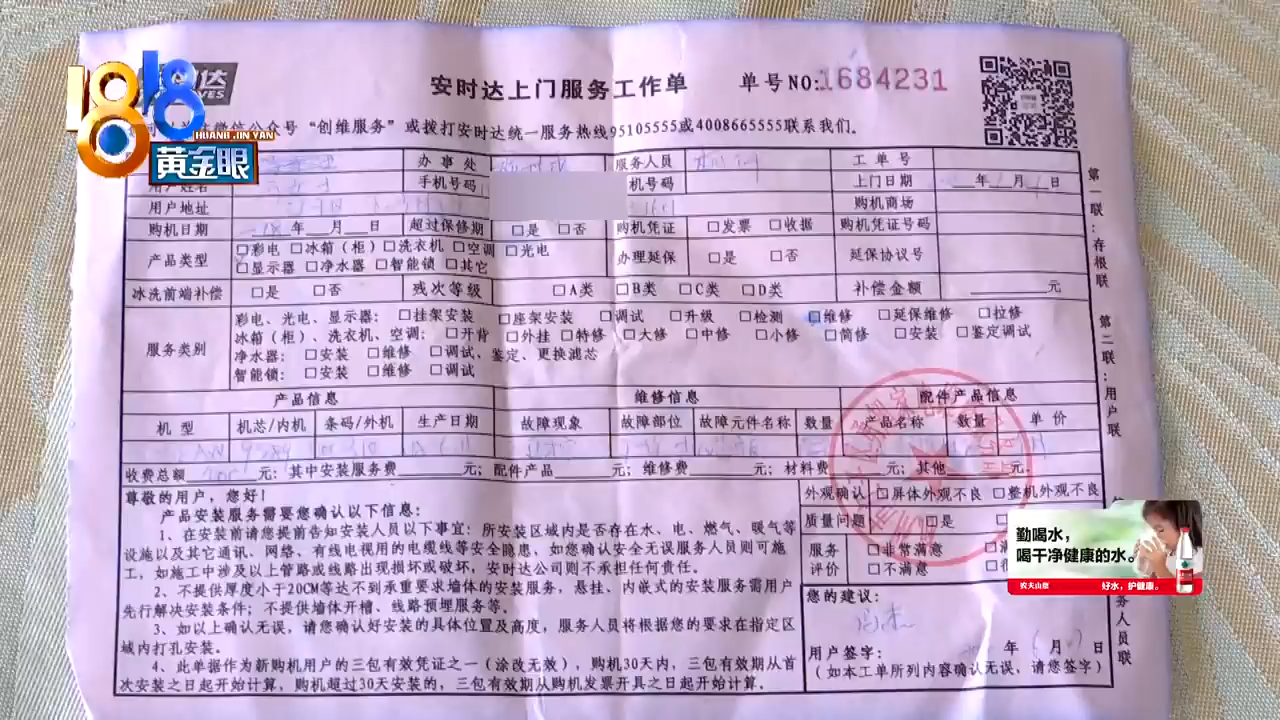 1818
HUANG JIN YAN
黄金眼
安时达上门服务工作单
单号NO:1684231
公众号“创维服务”或拨打安时达统一服务热线95105555或4008665555联系我们。
办事处 服务人员 工单号
用户姓名 手机号码 机号码 上门日期 年 月 日
用户地址 购机商场
购机日期 年 月 日 超过保修期 □是 □否 购机凭证 □发票 □收据 购机凭证号码
产品类型 □彩电 □冰箱(柜) □洗衣机 □空调 □光电
□显示器 □净水器 □智能锁 □其它
办理延保 □是 □否 延保协议号
冰洗前端补偿 □是 □否 残次等级 □A类 □B类 □C类 □D类 补偿金额 元
服务类别
彩电、光电、显示器: □挂架安装 □座架安装 □调试 □升级 □检测 □维修 □延保维修 □拉修
冰箱(柜)、洗衣机、空调: □开背 □外挂 □特修 □大修 □中修 □小修 □简修 □安装 □鉴定调试
净水器: □安装 □维修 □调试、鉴定、更换滤芯
智能锁: □安装 □维修 □调试
产品信息 维修信息 配件产品信息
机型 机芯/内机 条码/外机 生产日期 故障现象 故障部位 故障元件名称 数量 产品名称 数量 单价
收费总额 元; 其中安装服务费 元; 配件产品 元; 维修费 元; 材料费 元; 其他 元.
尊敬的用户,您好!
产品安装服务需要您确认以下信息:
1、在安装前请您提前告知安装人员以下事宜: 所安装区域内是否存在水、电、燃气、暖气等
设施以及其它通讯、网络、有线电视用的电缆线等安全隐患,如您确认安全无误服务人员则可施
工,如施工中涉及以上管路或线路出现损坏或破坏,安时达公司则不承担任何责任。
2、不提供厚度小于20CM等达不到承重要求墙体的安装服务,悬挂、内嵌式的安装服务需用户
先行解决安装条件; 不提供墙体开槽、线路预埋服务等。
3、如以上确认无误,请您确认好安装的具体位置及高度,服务人员将根据您的要求在指定区
域内打孔安装。
4、此单据作为新购机用户的三包有效凭证之一(涂改无效),购机30天内,三包有效期从首
次安装之日起开始计算,购机超过30天安装的,三包有效期从购机发票开具之日起开始计算.
外观确认 □屏体外观不良 □整机外观不良
质量问题 □是
服务评价 □非常满意
□不满意
您的建议:
用户签字: 年 月 日
(如本工单所列内容确认无误,请您签字)
第一联:存根联
第二联:用户联
务人员联
勤喝水,
喝干净健康的水。
农夫山泉
好水,护健康。